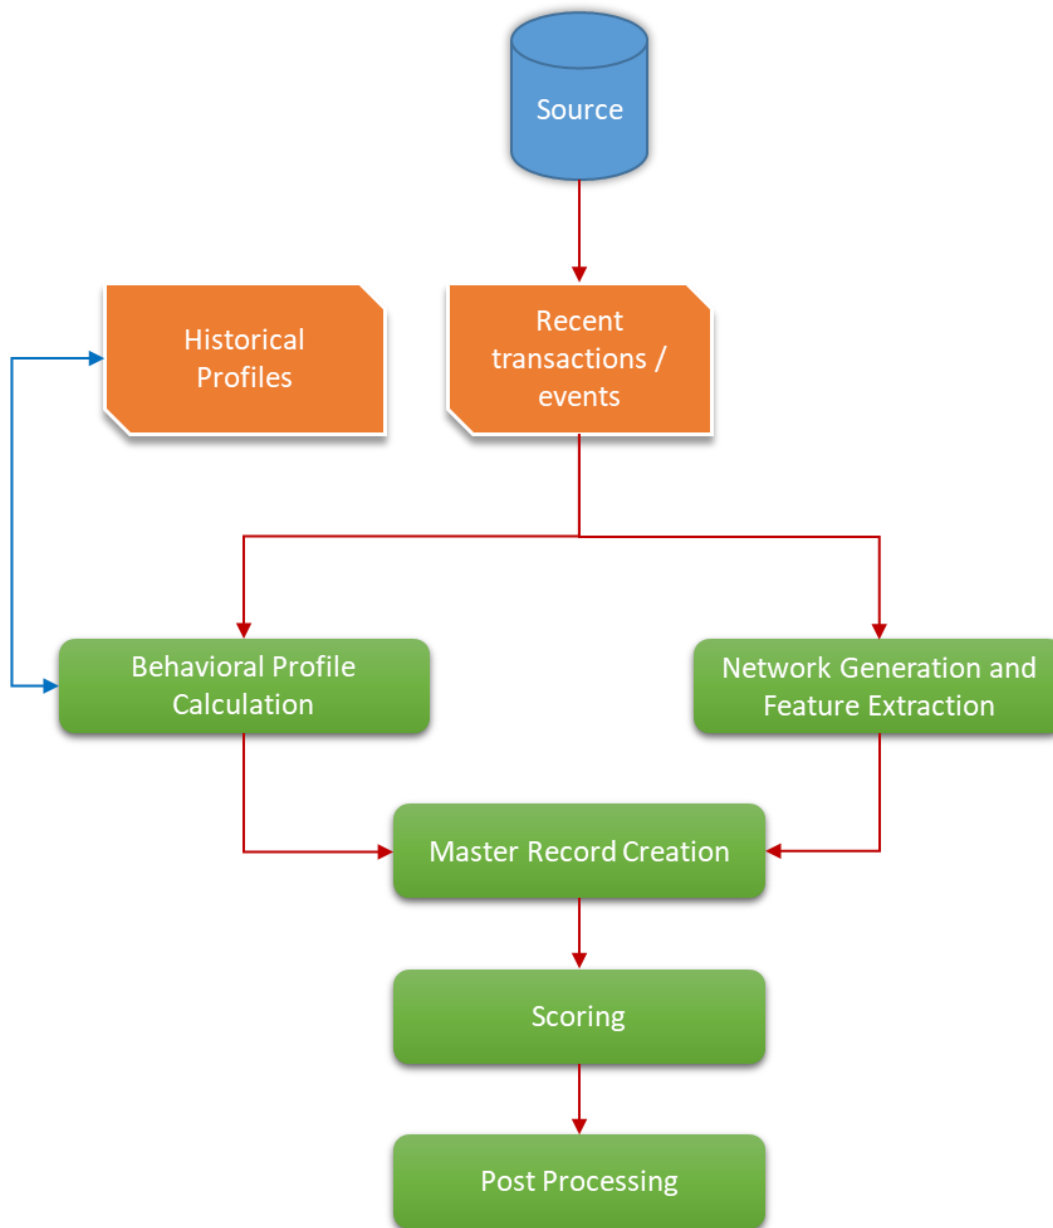 Source
Historical
Profiles
Recent
transactions /
events
Behavioral Profile
Calculation
Network Generation and
Feature Extraction
Master Record Creation
Scoring
Post Processing